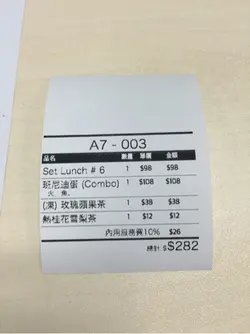 A7 - 003
品名 數量 單價 金額
Set Lunch # 6 1 $98 $98
班尼迪蛋 (Combo) 1 $108 $108
火 魚
(凍) 玫瑰蘋果茶 1 $38 $38
熱桂花雪梨茶 1 $12 $12
內用服務費10% $26
總計 $$282